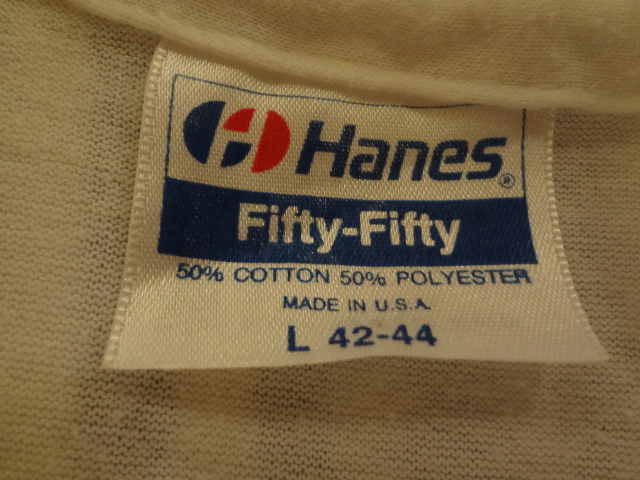 Hanes®
Fifty-Fifty
50% COTTON 50% POLYESTER
MADE IN U.S.A.
L 42-44